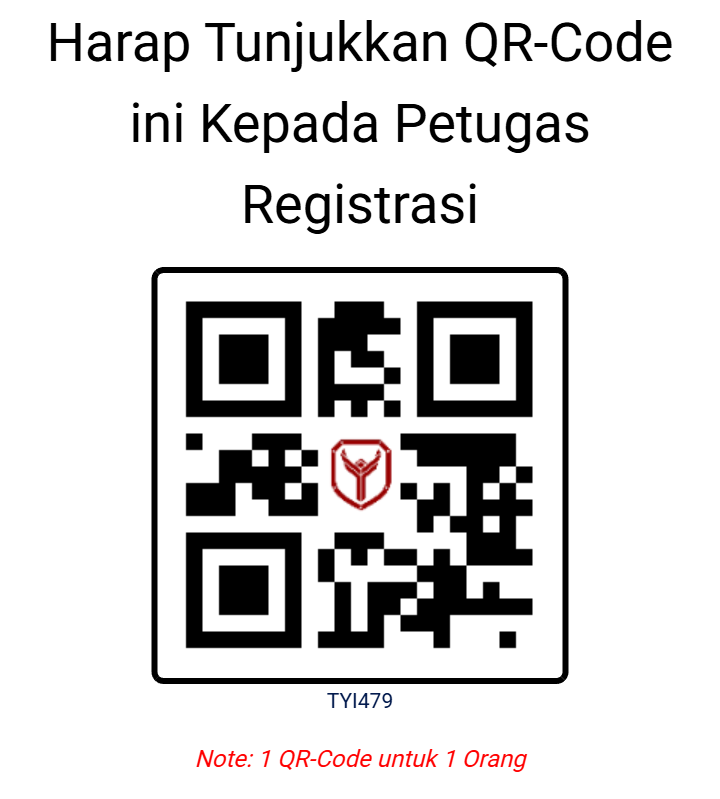 Harap Tunjukkan QR-Code
ini Kepada Petugas
Registrasi
TYI479
Note: 1 QR-Code untuk 1 Orang